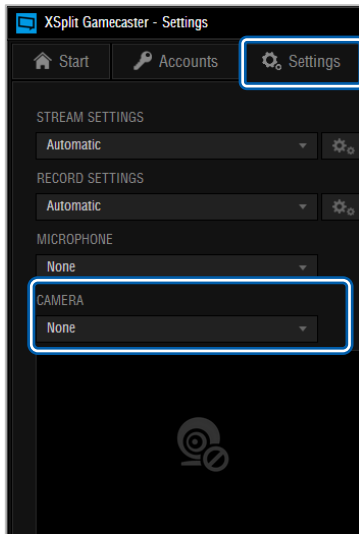 XSplit Gamecaster - Settings
Start Accounts Settings
STREAM SETTINGS
Automatic
RECORD SETTINGS
Automatic
MICROPHONE
None
CAMERA
None